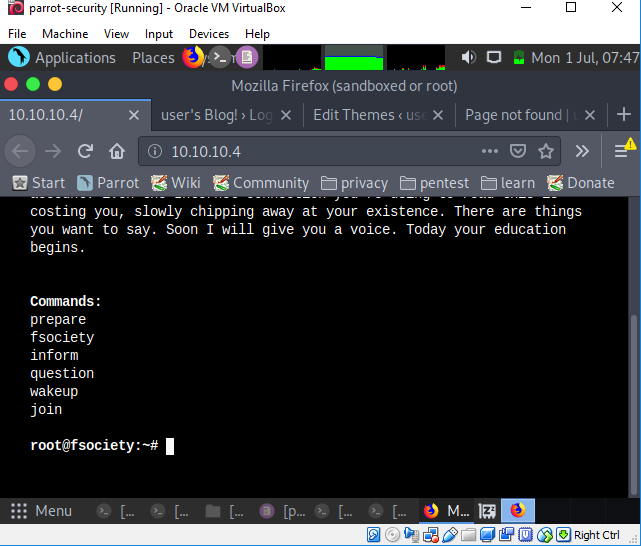 parrot-security [Running] - Oracle VM VirtualBox
File Machine View Input Devices Help
Applications Places Mon 1 Jul, 07:47
Mozilla Firefox (sandboxed or root)
10.10.10.4/ user's Blog! › Log Edit Themes ‹ use Page not found |
10.10.10.4
Start Parrot Wiki Community privacy pentest learn Donate
costing you, slowly chipping away at your existence. There are things
you want to say. Soon I will give you a voice. Today your education
begins.
Commands:
prepare
fsociety
inform
question
wakeup
join
root@fsociety:~#
Menu [... [... [... [p... [... [... M...
Right Ctrl